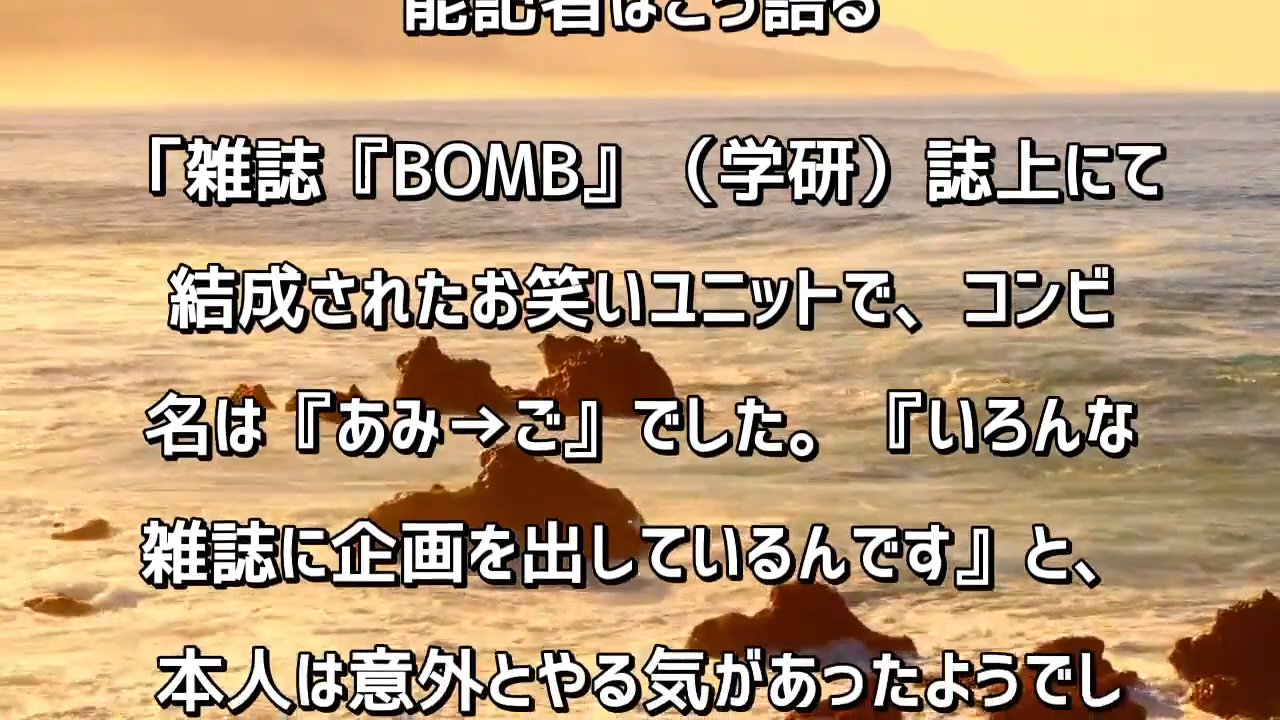 能記者はこう語る
「雑誌『BOMB』（学研）誌上にて
結成されたお笑いユニットで、コンビ
名は『あみ→ご』でした。『いろんな
雑誌に企画を出しているんです』と、
本人は意外とやる気があったようでし